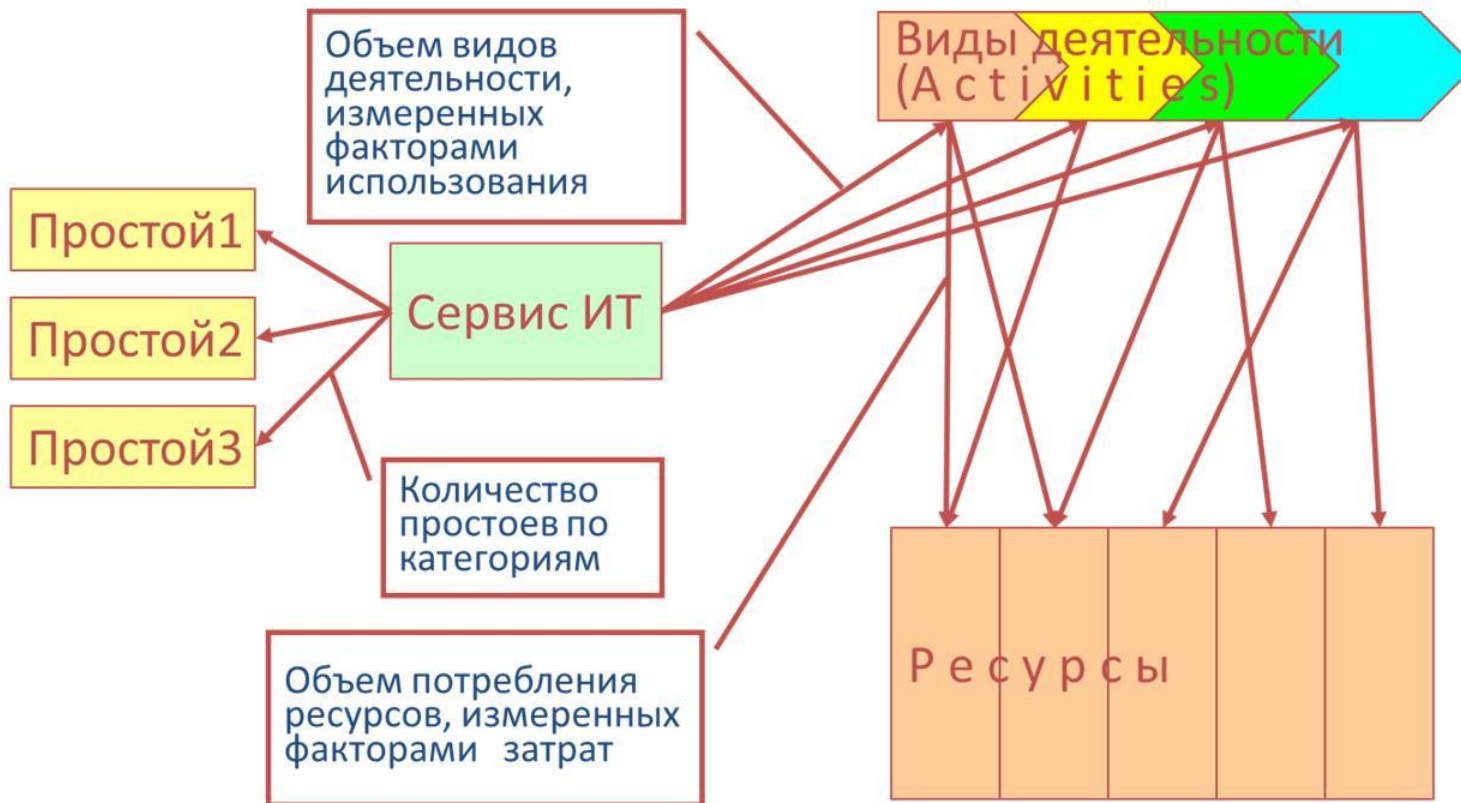 Объем видов
деятельности,
измеренных
факторами
использования
Виды деятельности
(A c t i v i t i e s)
Простой1
Простой2
Простой3
Сервис ИТ
Количество
простоев по
категориям
Объем потребления
ресурсов, измеренных
факторами затрат
Р е с у р с ы